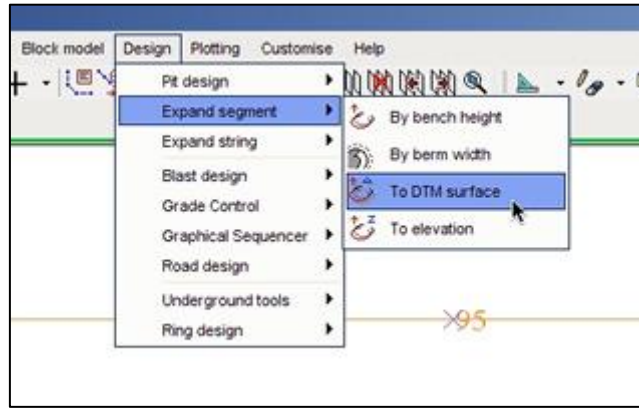 Block model Design Plotting Customise Help
Pit design
Expand segment
By bench height
Expand string
By berm width
Blast design
To DTM surface
Grade Control
To elevation
Graphical Sequencer
Road design
Underground tools
Ring design
95